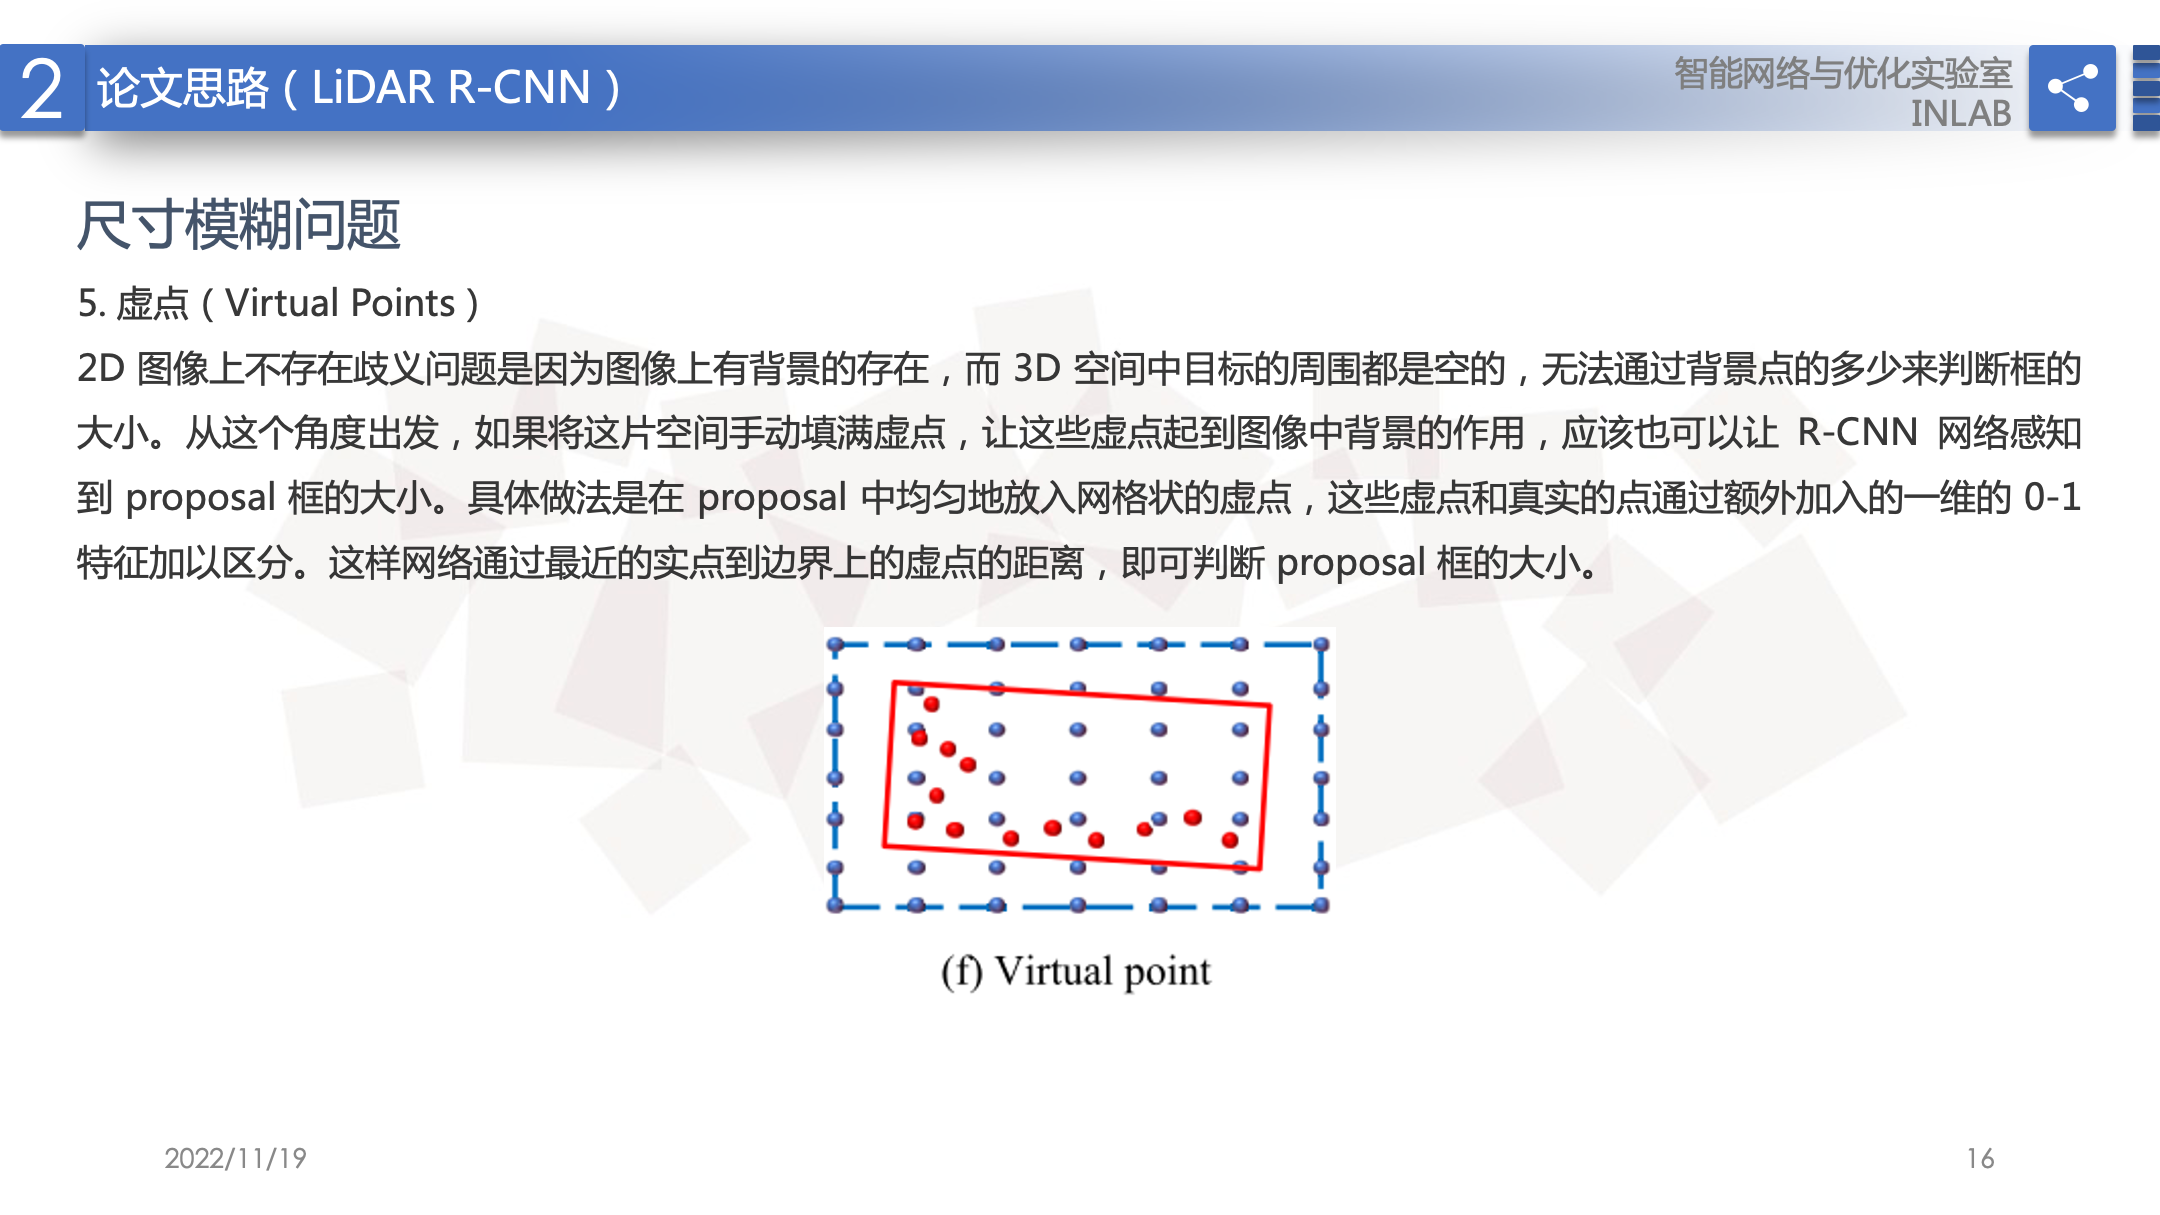 2
论文思路（LiDAR R-CNN）
智能网络与优化实验室
INLAB
尺寸模糊问题
5. 虚点（Virtual Points）
2D 图像上不存在歧义问题是因为图像上有背景的存在，而 3D 空间中目标的周围都是空的，无法通过背景点的多少来判断框的
大小。从这个角度出发，如果将这片空间手动填满虚点，让这些虚点起到图像中背景的作用，应该也可以让 R-CNN 网络感知
到 proposal 框的大小。具体做法是在 proposal 中均匀地放入网格状的虚点，这些虚点和真实的点通过额外加入的一维的 0-1
特征加以区分。这样网络通过最近的实点到边界上的虚点的距离，即可判断 proposal 框的大小。
(f) Virtual point
2022/11/19
16